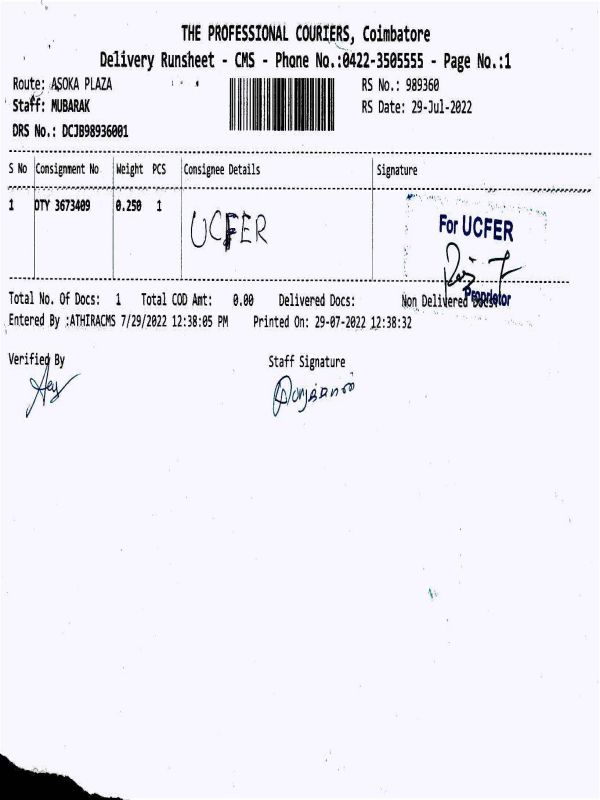 THE PROFESSIONAL COURIERS, Coimbatore
Delivery Runsheet - CMS - Phone No.:0422-3505555 - Page No.:1
Route: ASOKA PLAZA
RS No.: 989360
Staff: MUBARAK
RS Date: 29-Jul-2022
DRS No.: DCJB98936001
S No Consignment No Weight PCS Consignee Details Signature
1 DTY 3673409 0.250 1 UCFER
For UCFER
Proprietor
Total No. Of Docs: 1 Total COD Amt: 0.00 Delivered Docs: Non Delivered Docs:
Entered By :ATHIRACMS 7/29/2022 12:38:05 PM Printed On: 29-07-2022 12:38:32
Verified By Staff Signature